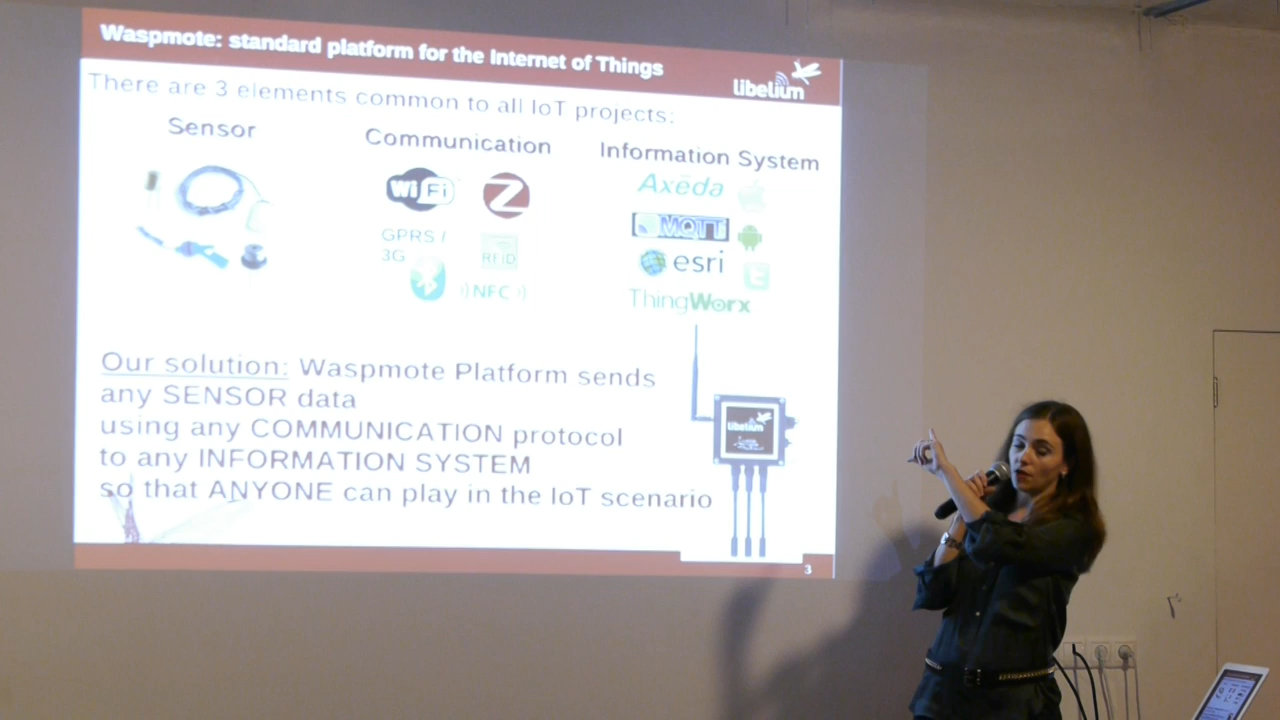 Waspmote: standard platform for the Internet of Things
libelium
There are 3 elements common to all IoT projects:
Sensor
Communication
Information System
WiFi
Z
GPRS /
3G
RFID
NFC
Axeda
MQTT
esri
ThingWorx
Our solution: Waspmote Platform sends
any SENSOR data
using any COMMUNICATION protocol
to any INFORMATION SYSTEM
so that ANYONE can play in the IoT scenario
libelium
3